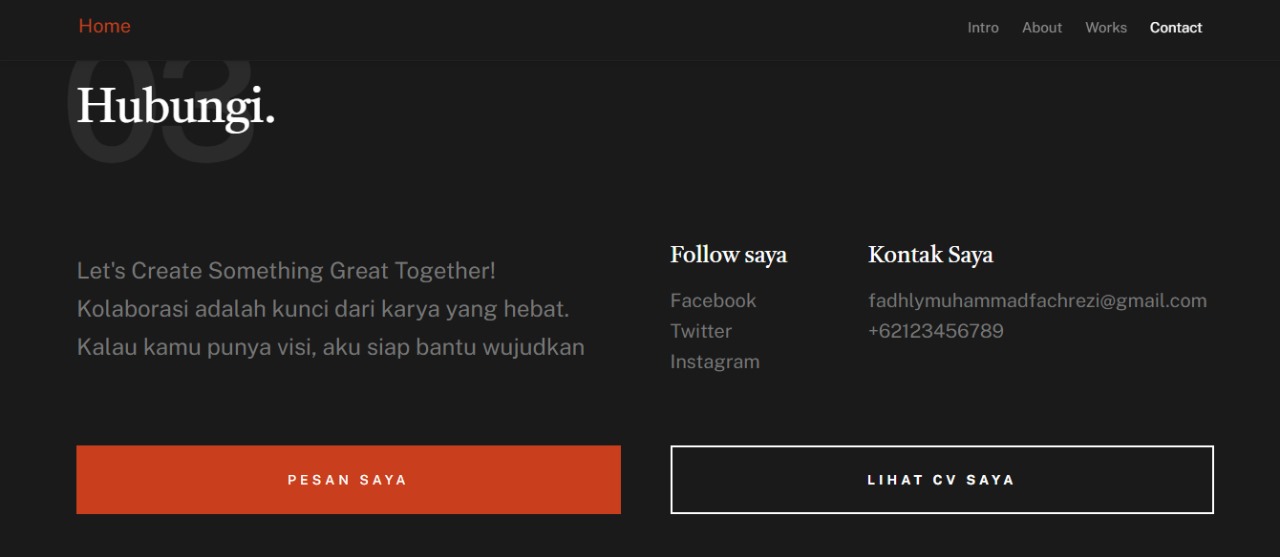 Home
Intro
About
Works
Contact
03
Hubungi.
Let's Create Something Great Together!
Kolaborasi adalah kunci dari karya yang hebat.
Kalau kamu punya visi, aku siap bantu wujudkan
Follow saya
Facebook
Twitter
Instagram
Kontak Saya
fadhlymuhammadfachrezi@gmail.com
+62123456789
PESAN SAYA
LIHAT CV SAYA